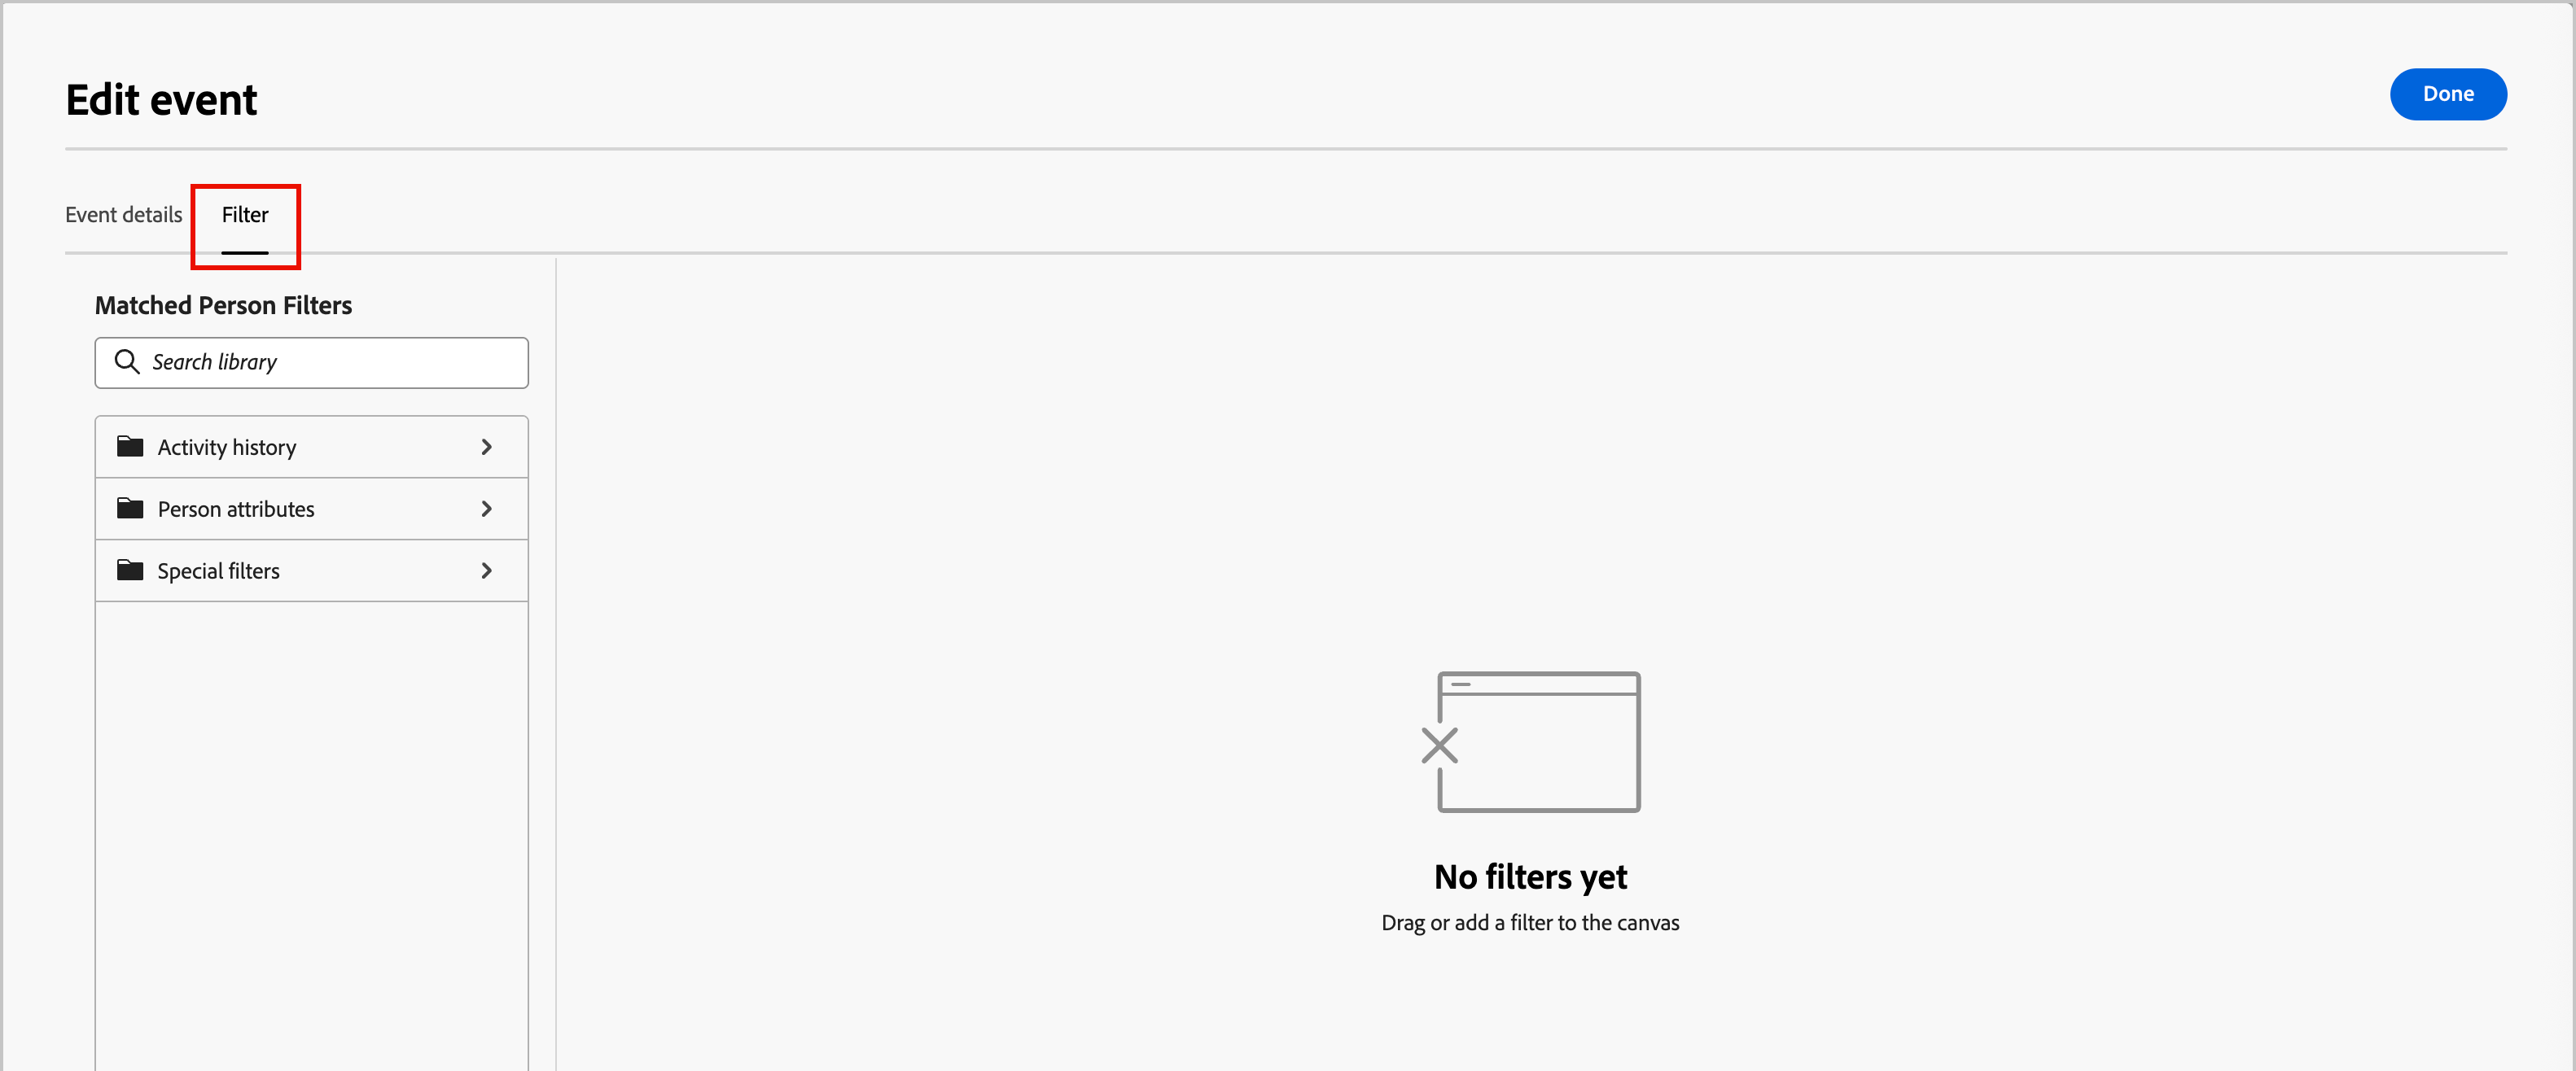 Edit event
Done
Event details
Filter
Matched Person Filters
Search library
Activity history
Person attributes
Special filters
No filters yet
Drag or add a filter to the canvas